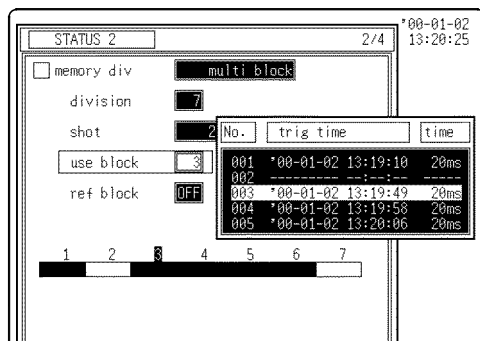 '00-01-02
STATUS 2 2/4 13:20:25
memory div multi block
division 7
shot 2
No. trig time time
use block 3
001 '00-01-02 13:19:10 20ms
002 -------- --:--:-- -----
003 '00-01-02 13:19:49 20ms
ref block OFF
004 '00-01-02 13:19:58 20ms
005 '00-01-02 13:20:06 20ms
1 2 3 4 5 6 7